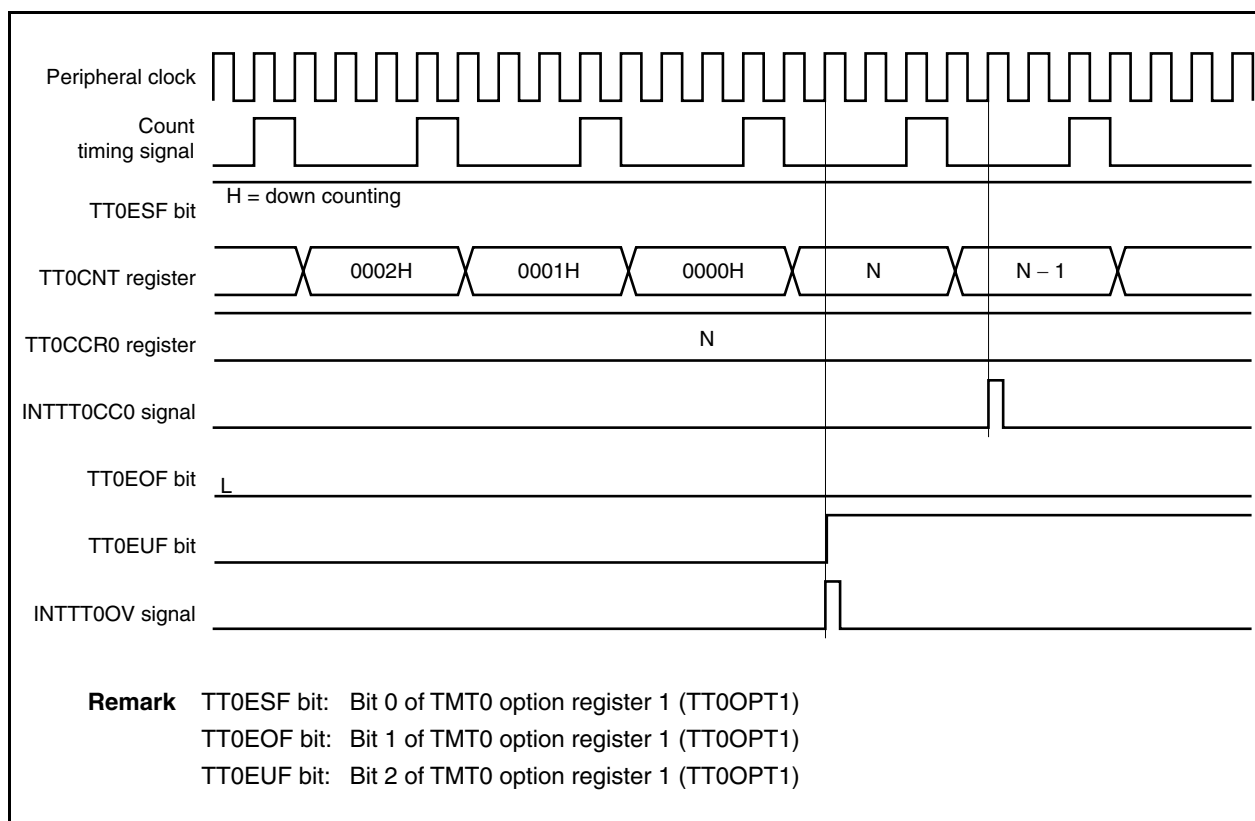 Peripheral clock
Count
timing signal
H = down counting
TT0ESF bit
TT0CNT register 0002H 0001H 0000H N N – 1
TT0CCR0 register N
INTTT0CC0 signal
TT0EOF bit L
TT0EUF bit
INTTT0OV signal
Remark TT0ESF bit: Bit 0 of TMT0 option register 1 (TT0OPT1)
TT0EOF bit: Bit 1 of TMT0 option register 1 (TT0OPT1)
TT0EUF bit: Bit 2 of TMT0 option register 1 (TT0OPT1)